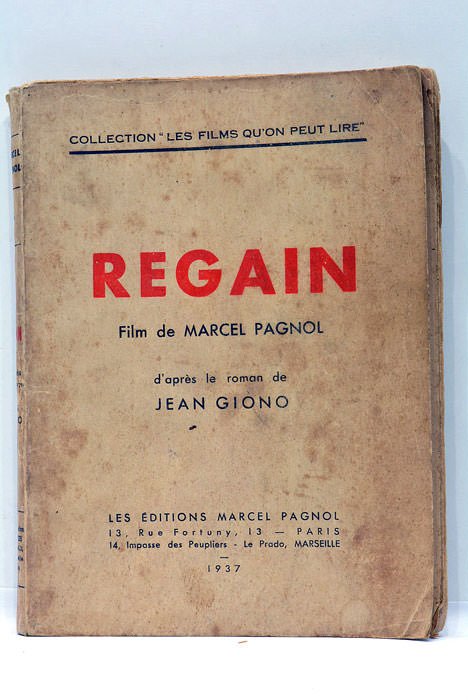 COLLECTION "LES FILMS QU'ON PEUT LIRE"
REGAIN
Film de MARCEL PAGNOL
d'après le roman de
JEAN GIONO
LES ÉDITIONS MARCEL PAGNOL
13, Rue Fortuny, 13 — PARIS
14, Impasse des Peupliers - Le Prado, MARSEILLE
—
1937